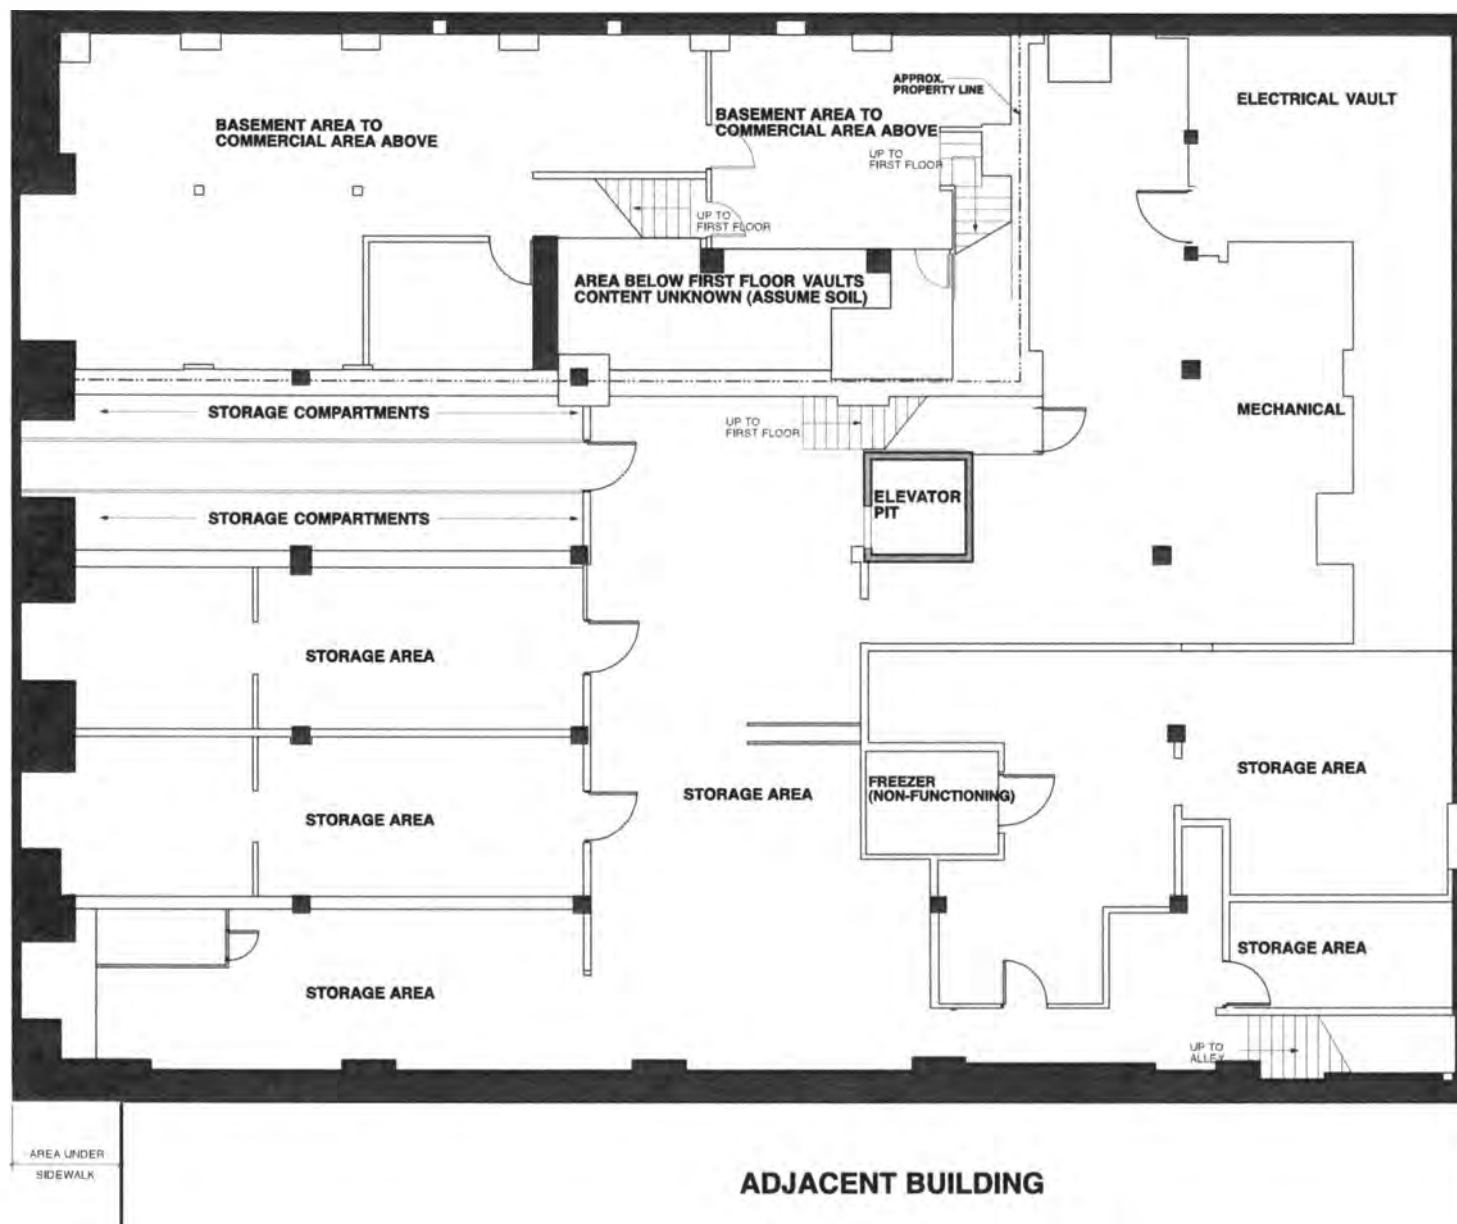 APPROX.
PROPERTY LINE
ELECTRICAL VAULT
BASEMENT AREA TO
COMMERCIAL AREA ABOVE
BASEMENT AREA TO
COMMERCIAL AREA ABOVE
UP TO
FIRST FLOOR
UP TO
FIRST FLOOR
AREA BELOW FIRST FLOOR VAULTS
CONTENT UNKNOWN (ASSUME SOIL)
STORAGE COMPARTMENTS
UP TO
FIRST FLOOR
MECHANICAL
STORAGE COMPARTMENTS
ELEVATOR
PIT
STORAGE AREA
STORAGE AREA
STORAGE AREA
FREEZER
(NON-FUNCTIONING)
STORAGE AREA
STORAGE AREA
STORAGE AREA
UP TO
ALLEY
AREA UNDER
SIDEWALK
ADJACENT BUILDING